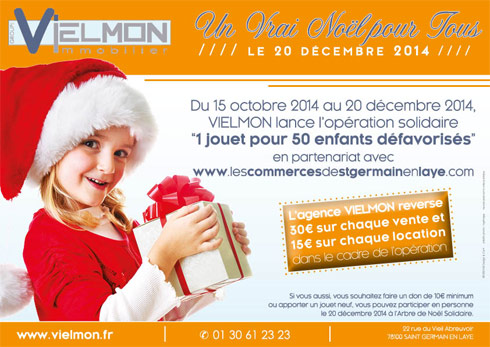 GROUPE
VIELMON
immobilier
Un Vrai Noël pour Tous
//// LE 20 DÉCEMBRE 2014 ////
Du 15 octobre 2014 au 20 décembre 2014,
VIELMON lance l'opération solidaire
"1 jouet pour 50 enfants défavorisés"
en partenariat avec
www.lescommercesdestgermainenlaye.com
L'agence VIELMON reverse
30€ sur chaque vente et
15€ sur chaque location
dans le cadre de l'opération
Si vous aussi, vous souhaitez faire un don de 10€ minimum
ou apporter un jouet neuf, vous pouvez participer en personne
le 20 décembre 2014 à l'Arbre de Noël Solidaire.
www.vielmon.fr
01 30 61 23 23
22 rue du Vieil Abreuvoir
78100 SAINT GERMAIN EN LAYE